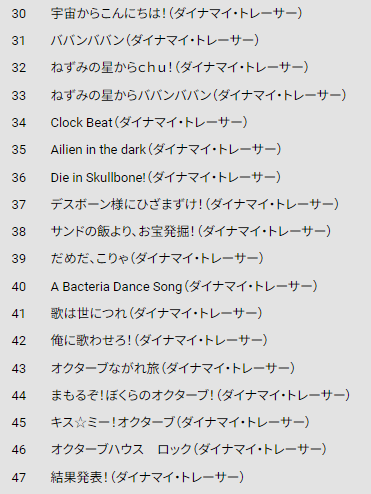 30 宇宙からこんにちは！（ダイナマイ・トレーサー）
31 ババンババン（ダイナマイ・トレーサー）
32 ねずみの星からｃｈｕ！（ダイナマイ・トレーサー）
33 ねずみの星からババンババン（ダイナマイ・トレーサー）
34 Clock Beat（ダイナマイ・トレーサー）
35 Ailien in the dark（ダイナマイ・トレーサー）
36 Die in Skullbone!（ダイナマイ・トレーサー）
37 デスボーン様にひざまずけ！（ダイナマイ・トレーサー）
38 サンドの飯より、お宝発掘！（ダイナマイ・トレーサー）
39 だめだ、こりゃ（ダイナマイ・トレーサー）
40 A Bacteria Dance Song（ダイナマイ・トレーサー）
41 歌は世につれ（ダイナマイ・トレーサー）
42 俺に歌わせろ！（ダイナマイ・トレーサー）
43 オクターブながれ旅（ダイナマイ・トレーサー）
44 まもるぞ！ぼくらのオクターブ！（ダイナマイ・トレーサー）
45 キス☆ミー！オクターブ（ダイナマイ・トレーサー）
46 オクターブハウス　ロック（ダイナマイ・トレーサー）
47 結果発表！（ダイナマイ・トレーサー）